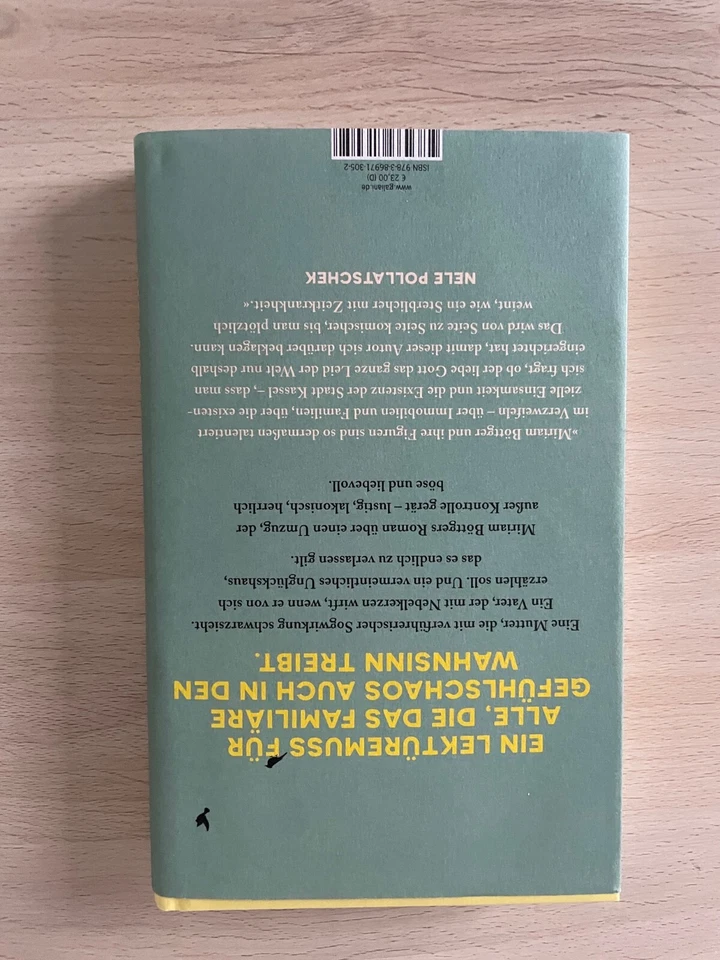 EIN LEKTÜREMUSS FÜR
ALLE, DIE DAS FAMILIÄRE
GEFÜHLSCHAOS AUCH IN DEN
WAHNSINN TREIBT.
Eine Mutter, die mit verführerischer Sogwirkung schwarzsieht.
Ein Vater, der mit Nebelkerzen wirft, wenn er von sich
erzählen soll. Und ein vermeintliches Unglückshaus,
das es endlich zu verlassen gilt.
Miriam Böttgers Roman über einen Umzug, der
außer Kontrolle gerät – lustig, lakonisch, herrlich
böse und liebevoll.
»Miriam Böttger und ihre Figuren sind so dermaßen talentiert
im Verzweifeln – über Immobilien und Familien, über die existen-
zielle Einsamkeit und die Existenz der Stadt Kassel –, dass man
sich fragt, ob der liebe Gott das ganze Leid der Welt nur deshalb
eingerichtet hat, damit dieser Autor sich darüber beklagen kann.
Das wird von Seite zu Seite komischer, bis man plötzlich
weint, wie ein Sterblicher mit Zeitkrankheit.«
NELE POLLATSCHEK
www.galiani.de
€ 23,00 (D)
ISBN 978-3-86971-305-2